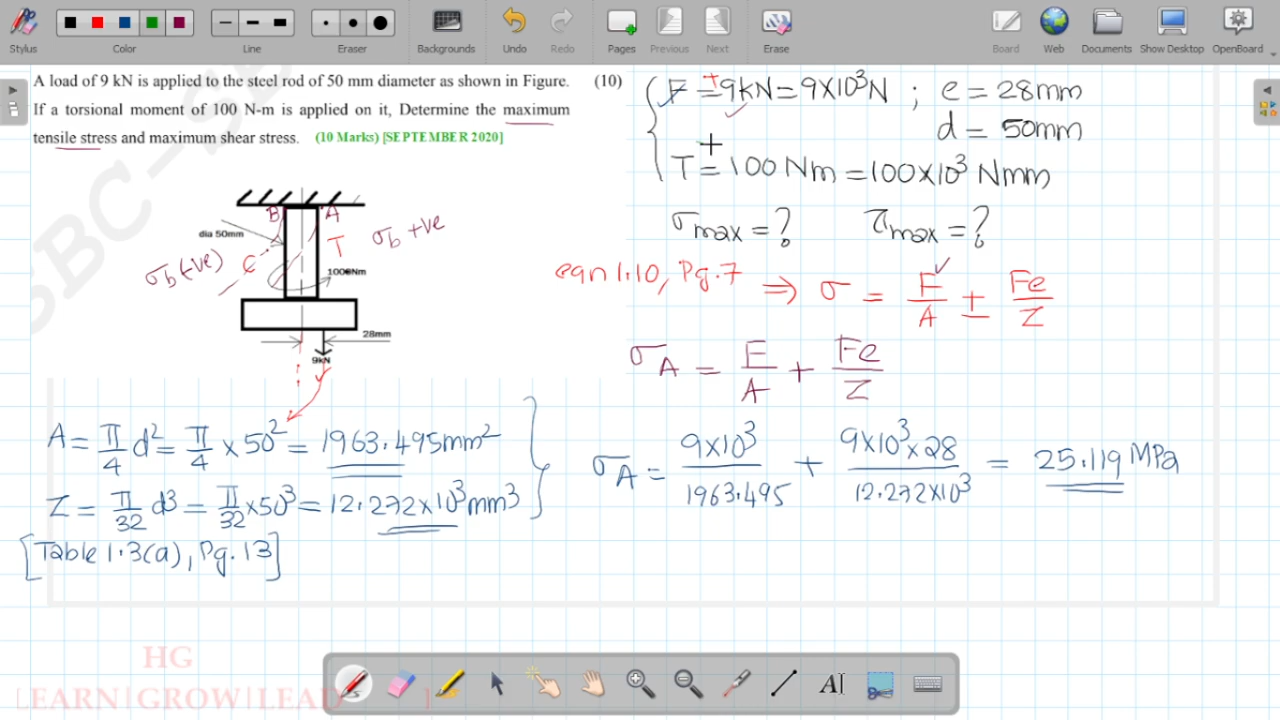 Stylus Color Line Eraser Backgrounds Undo Redo Pages Previous Next Erase Board Web Documents Show Desktop OpenBoard
A load of 9 kN is applied to the steel rod of 50 mm diameter as shown in Figure. (10)
If a torsional moment of 100 N-m is applied on it, Determine the maximum
tensile stress and maximum shear stress. (10 Marks) [SEPTEMBER 2020]
F = +9kN = 9×10³N ; e = 28mm
d = 50mm
T = + 100 Nm = 100×10³ Nmm
σmax = ? τmax = ?
B A
dia 50mm
σb (-ve) C T σb +ve
28mm
9kN
eqn 1.10, Pg. 7 ⇒ σ = F/A ± Fe/Z
σA = F/A + Fe/Z
A = π/4 d² = π/4 × 50² = 1963.495mm²
Z = π/32 d³ = π/32 × 50³ = 12.272×10³mm³
[Table 1.3(a), Pg. 13]
σA = 9×10³/1963.495 + 9×10³×28/12.272×10³ = 25.119 MPa
HG
LEARN|GROW|LEAD